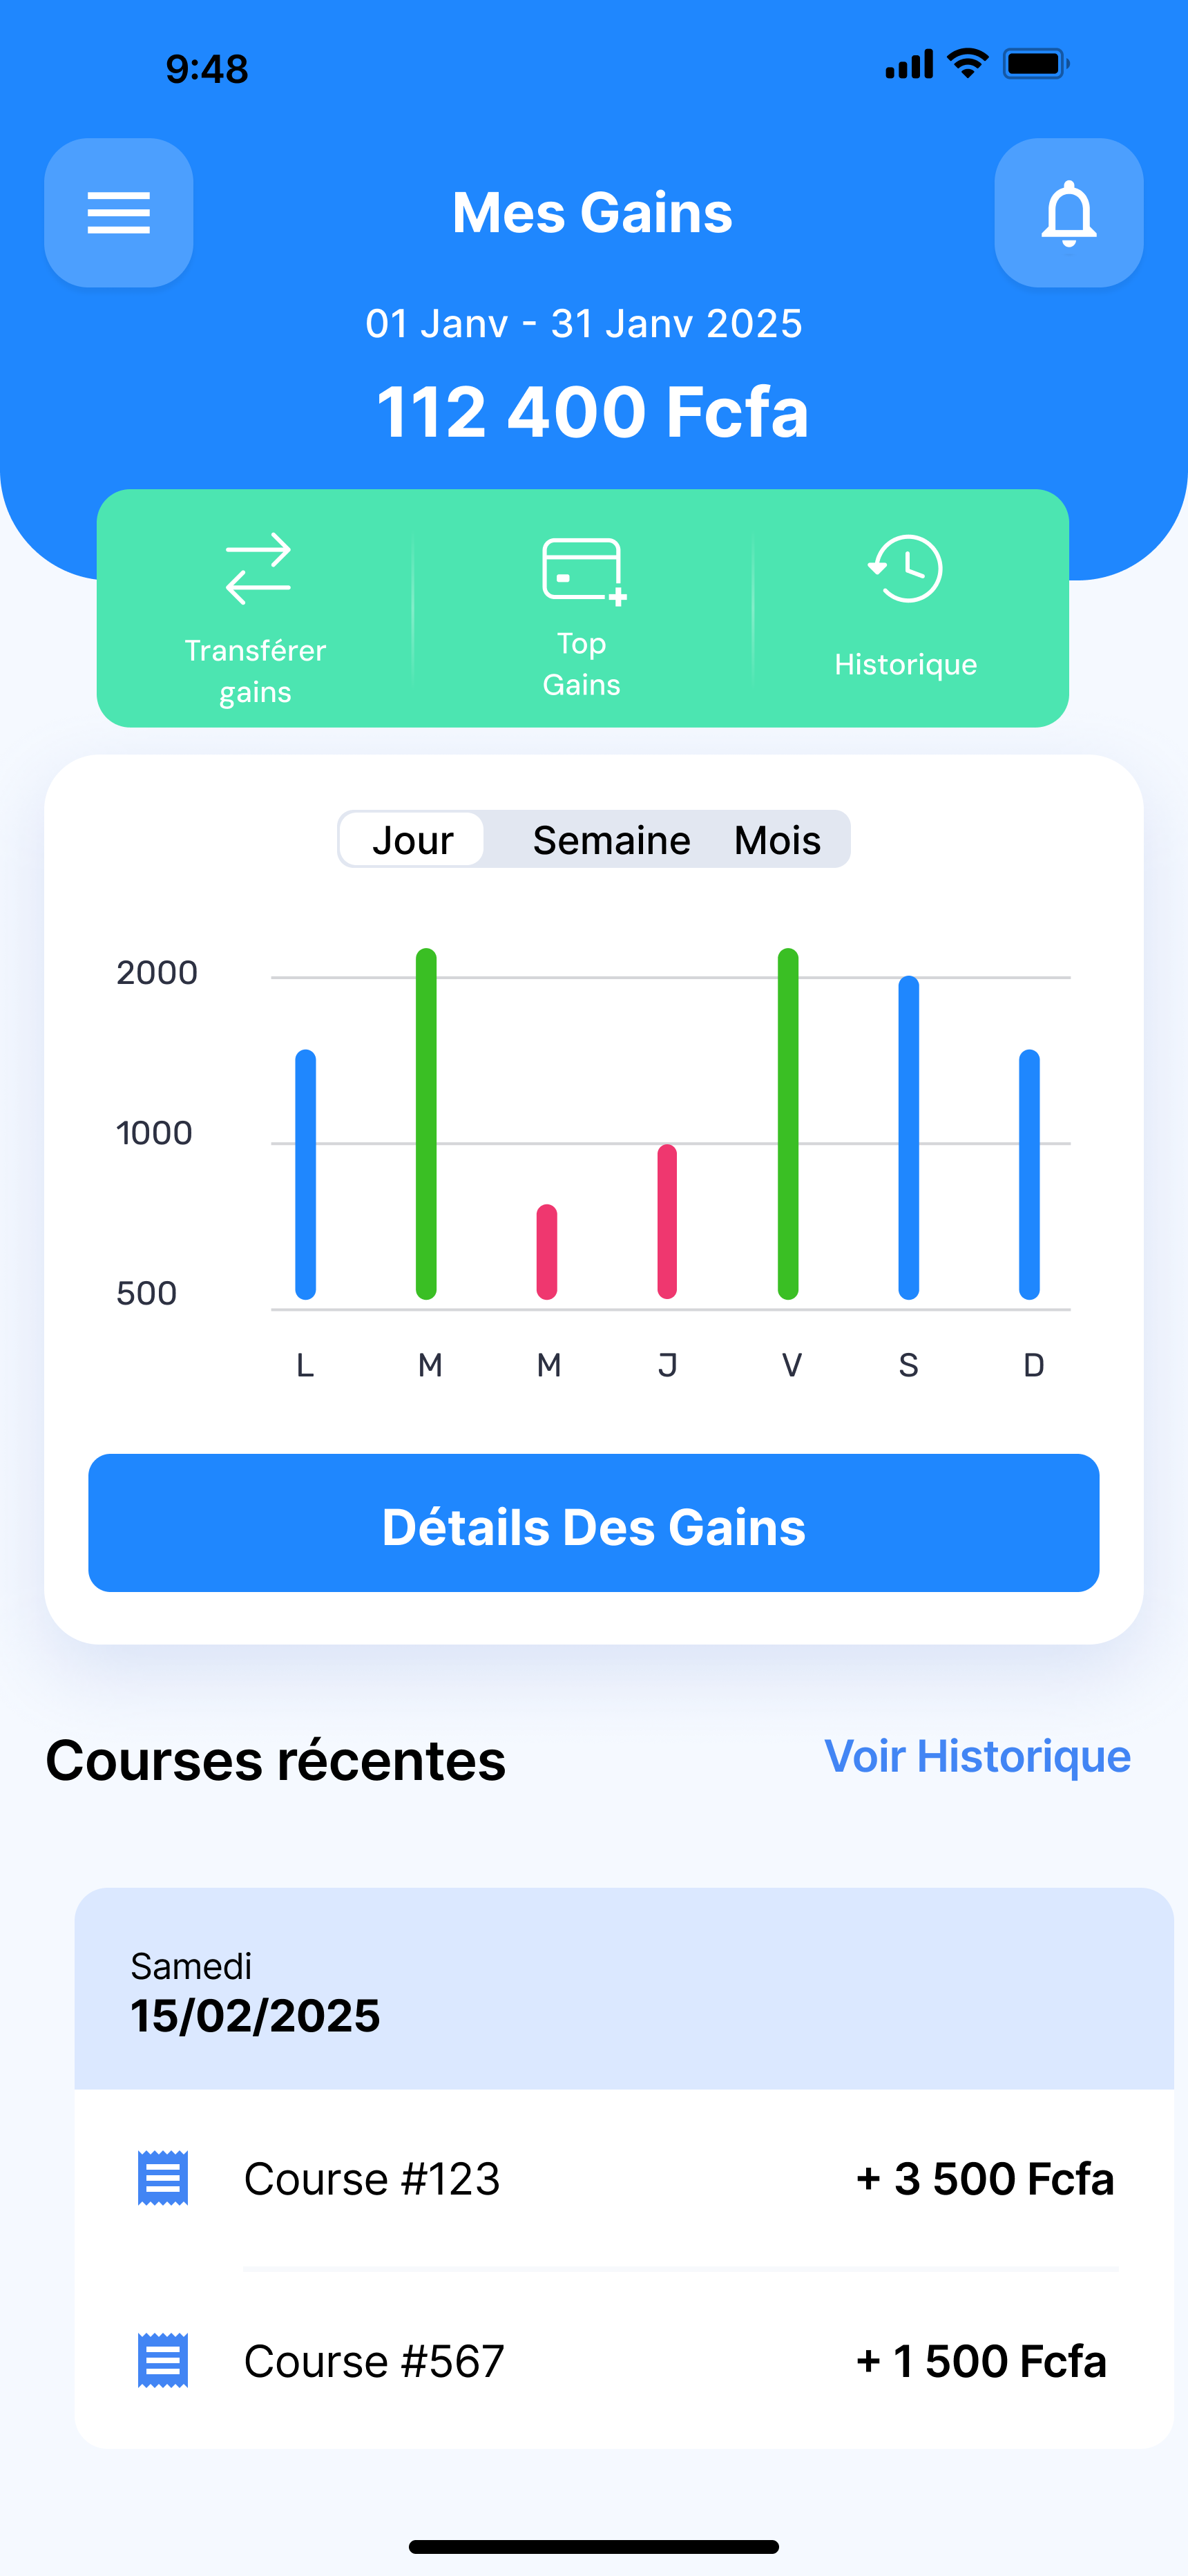 9:48
Mes Gains
01 Janv - 31 Janv 2025
112 400 Fcfa
Transférer
gains
Top
Gains
Historique
Jour Semaine Mois
2000
1000
500
L M M J V S D
Détails Des Gains
Courses récentes
Voir Historique
Samedi
15/02/2025
Course #123 + 3 500 Fcfa
Course #567 + 1 500 Fcfa